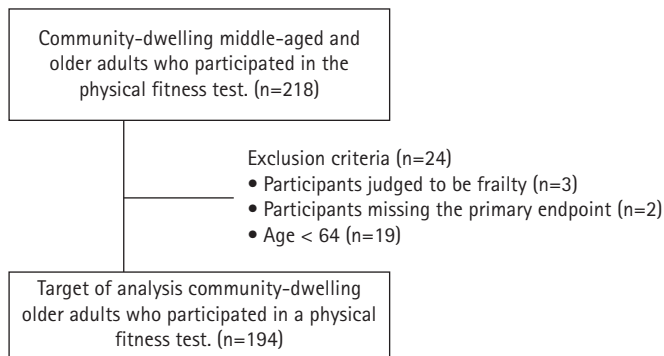 Community-dwelling middle-aged and
older adults who participated in the
physical fitness test. (n=218)
Exclusion criteria (n=24)
• Participants judged to be frailty (n=3)
• Participants missing the primary endpoint (n=2)
• Age < 64 (n=19)
Target of analysis community-dwelling
older adults who participated in a physical
fitness test. (n=194)